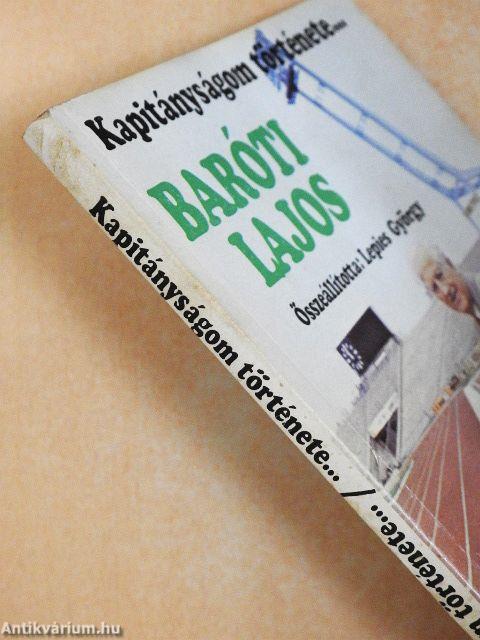 Kapitányságom története....
BARÓTI
LAJOS
Összeállította: Lepies György
Kapitányságom története... / ...n története...
Antikvárium.hu